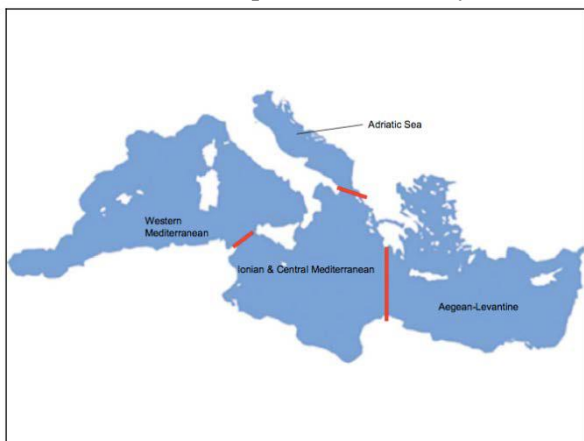 Adriatic Sea
Western
Mediterranean
Ionian & Central Mediterranean
Aegean-Levantine